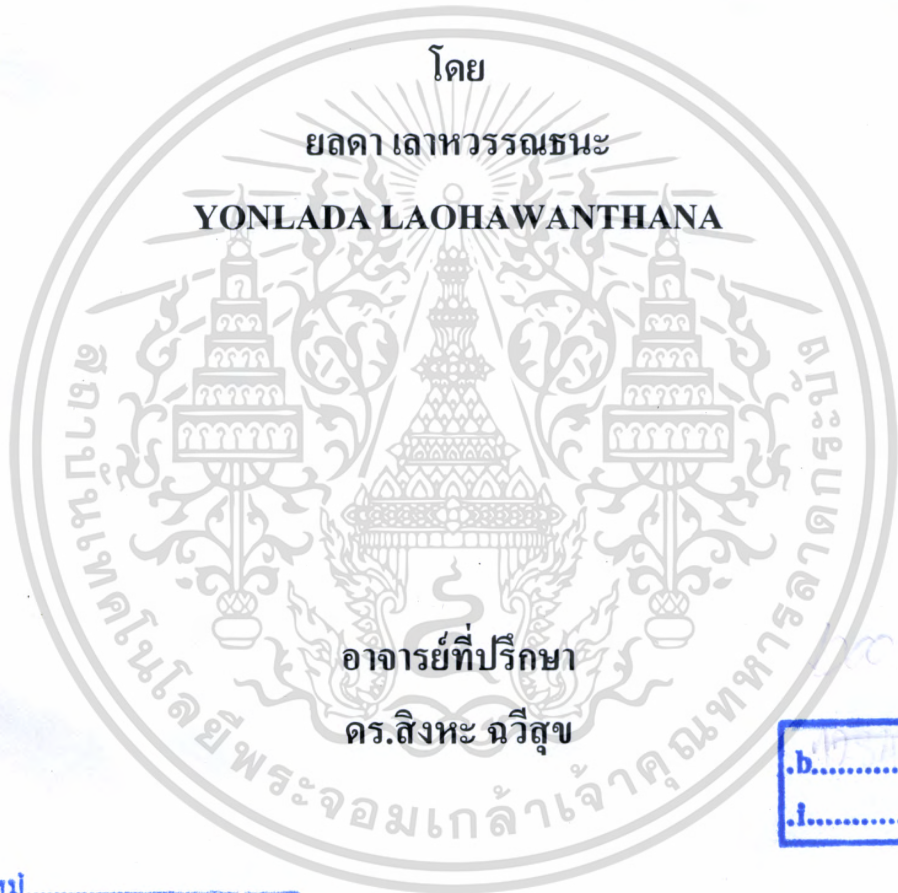 โดย
ยลดา เลาหวรรณธนะ
YONLADA LAOHAWANTHANA
อาจารย์ที่ปรึกษา
ดร.สิงหะ ฉวีสุข
สถาบันเทคโนโลยีพระจอมเกล้าเจ้าคุณทหารลาดกระบัง
.b............
.i............